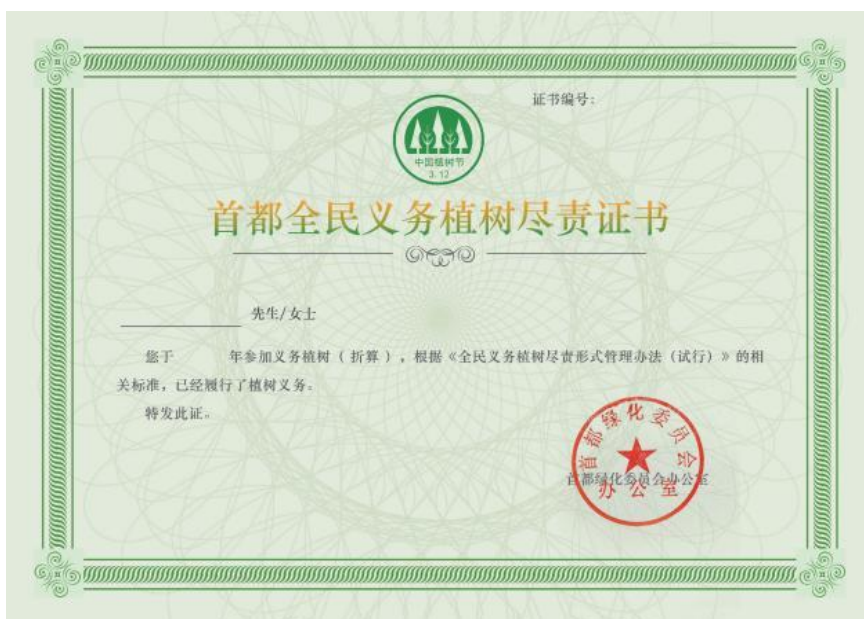 证书编号:
中国植树节
3.12
首都全民义务植树尽责证书
先生/女士
您于 年参加义务植树（折算），根据《全民义务植树尽责形式管理办法（试行）》的相
关标准，已经履行了植树义务。
特发此证。
首都绿化委员会
首都绿化委员会办公室
办公室